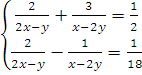 2/(2x-y) + 3/(x-2y) = 1/2
2/(2x-y) - 1/(x-2y) = 1/18